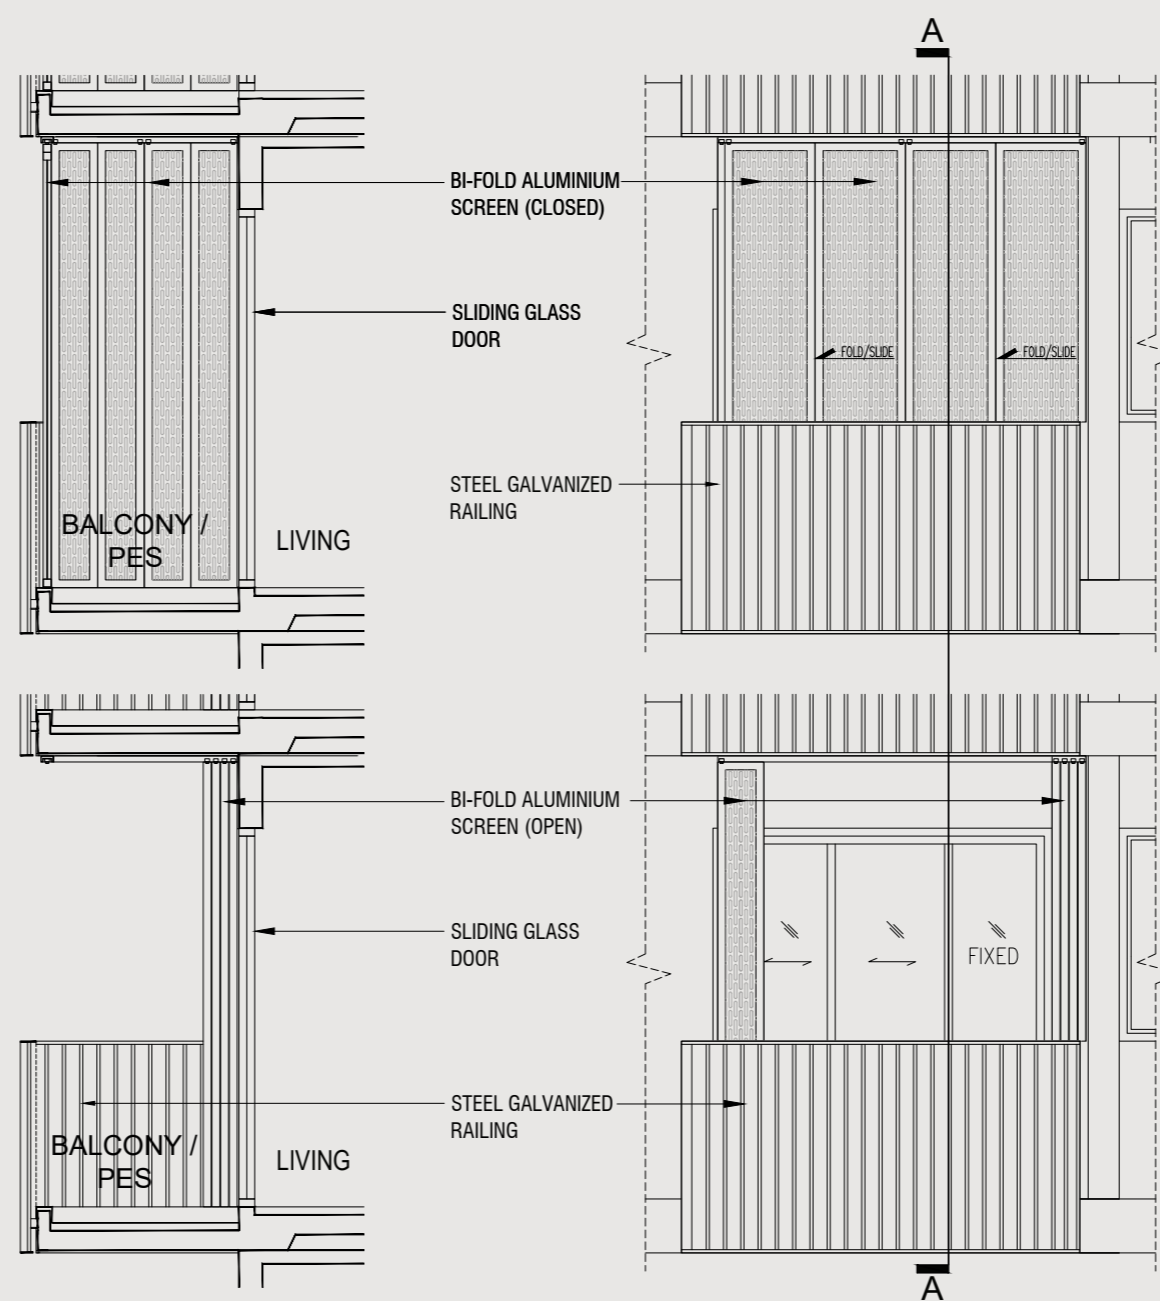 A
BI-FOLD ALUMINIUM
SCREEN (CLOSED)
SLIDING GLASS
DOOR
FOLD/SLIDE
FOLD/SLIDE
STEEL GALVANIZED
RAILING
BALCONY /
PES
LIVING
BI-FOLD ALUMINIUM
SCREEN (OPEN)
SLIDING GLASS
DOOR
FIXED
STEEL GALVANIZED
RAILING
BALCONY /
PES
LIVING
A